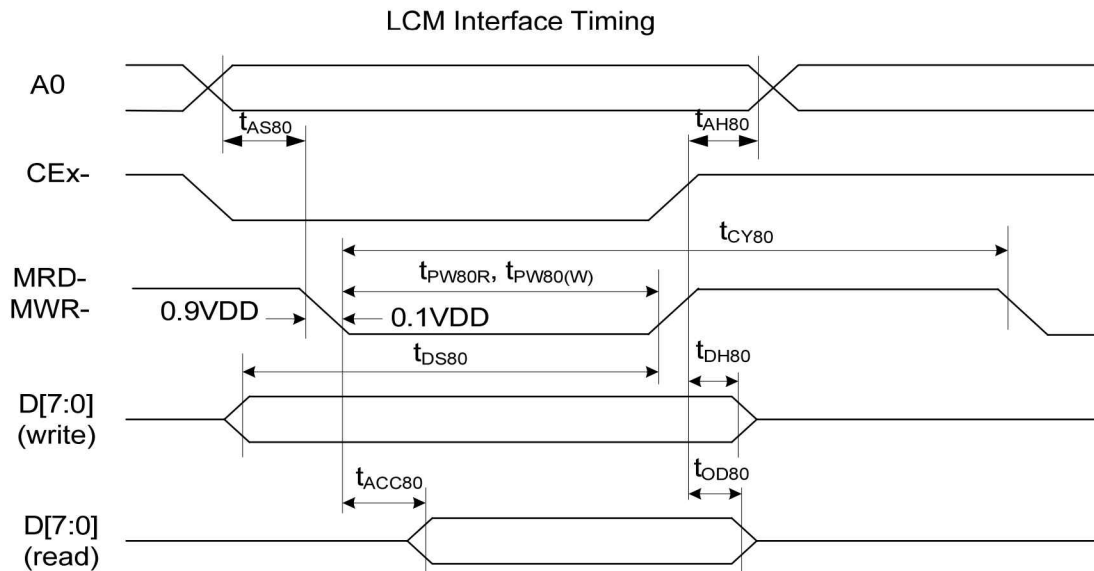 LCM Interface Timing
A0
tAS80
tAH80
CEx-
tCY80
MRD-
tPW80R, tPW80(W)
MWR-
0.9VDD
0.1VDD
tDS80
tDH80
D[7:0]
(write)
tACC80
tOD80
D[7:0]
(read)